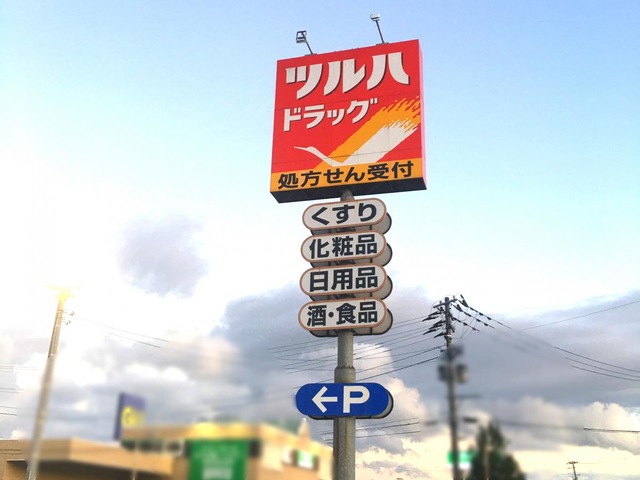 ツルハ
ドラッグ
処方せん受付
くすり
化粧品
日用品
酒・食品
←P